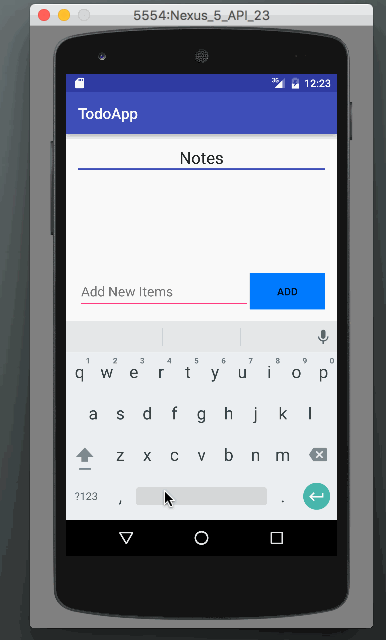 5554:Nexus_5_API_23
3G 12:23
TodoApp
Notes
Add New Items ADD
1 2 3 4 5 6 7 8 9 0
q w e r t y u i o p
a s d f g h j k l
z x c v b n m
?123 , .